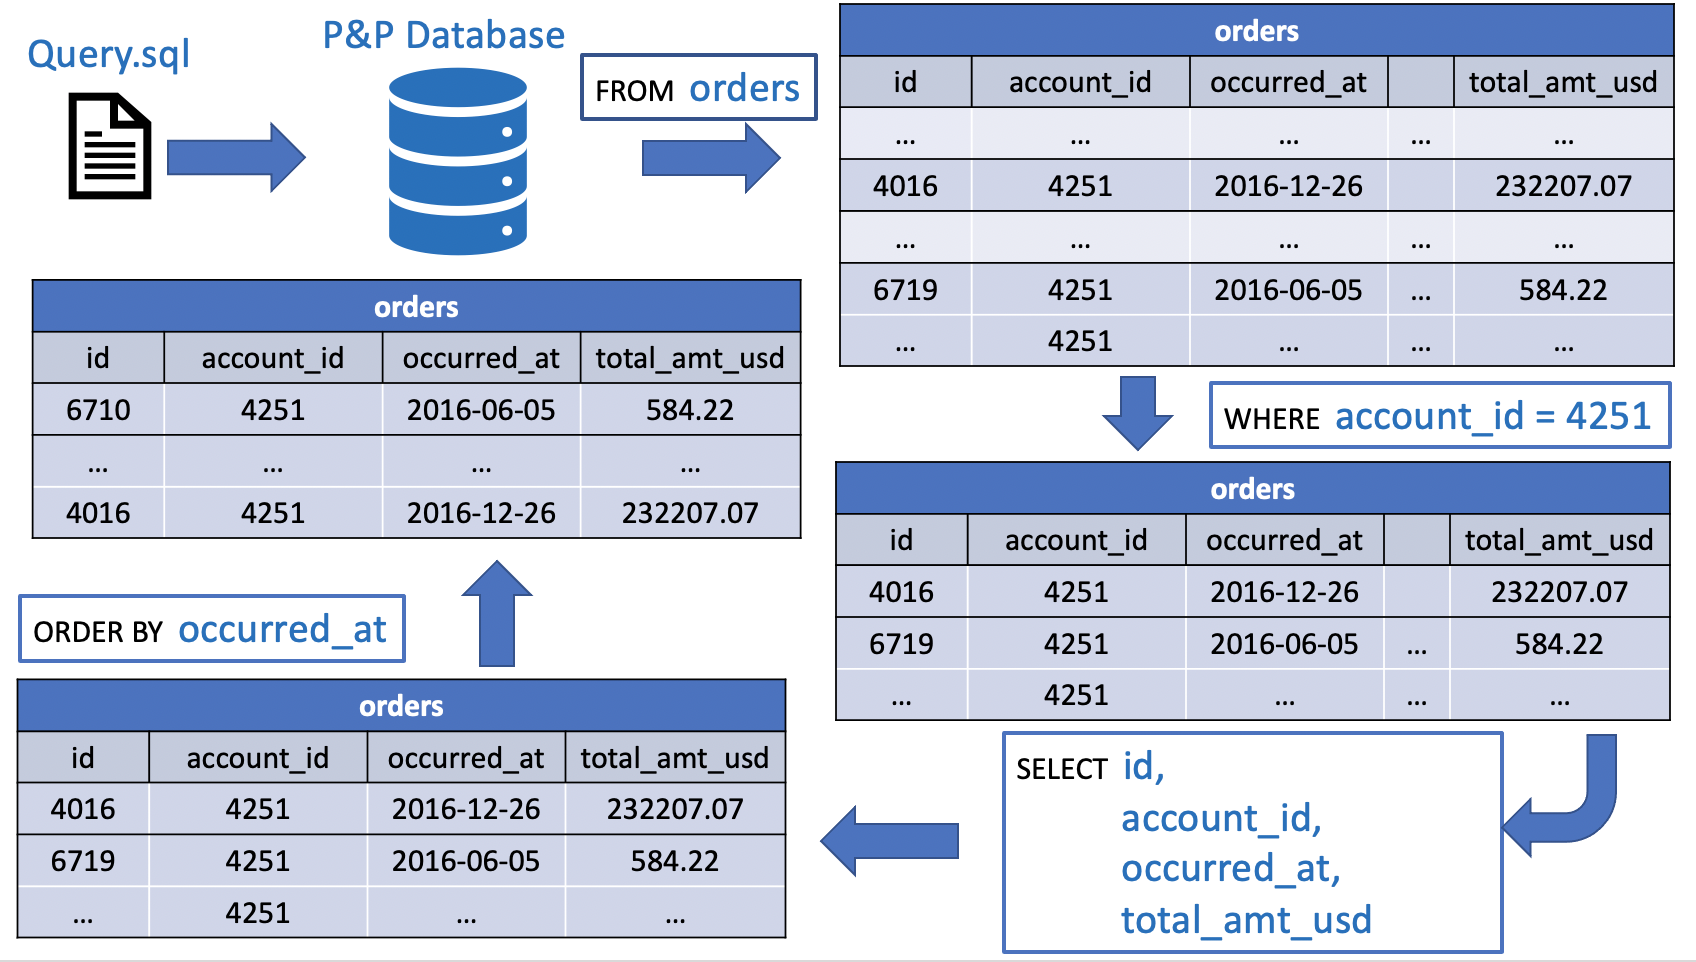 Query.sql
P&P Database
FROM orders
orders
id account_id occurred_at total_amt_usd
... ... ... ... ...
4016 4251 2016-12-26 232207.07
... ... ... ... ...
6719 4251 2016-06-05 ... 584.22
... 4251 ... ... ...
WHERE account_id = 4251
orders
id account_id occurred_at total_amt_usd
4016 4251 2016-12-26 232207.07
6719 4251 2016-06-05 ... 584.22
... 4251 ... ... ...
SELECT id,
account_id,
occurred_at,
total_amt_usd
orders
id account_id occurred_at total_amt_usd
4016 4251 2016-12-26 232207.07
6719 4251 2016-06-05 584.22
... 4251 ... ...
ORDER BY occurred_at
orders
id account_id occurred_at total_amt_usd
6710 4251 2016-06-05 584.22
... ... ... ...
4016 4251 2016-12-26 232207.07